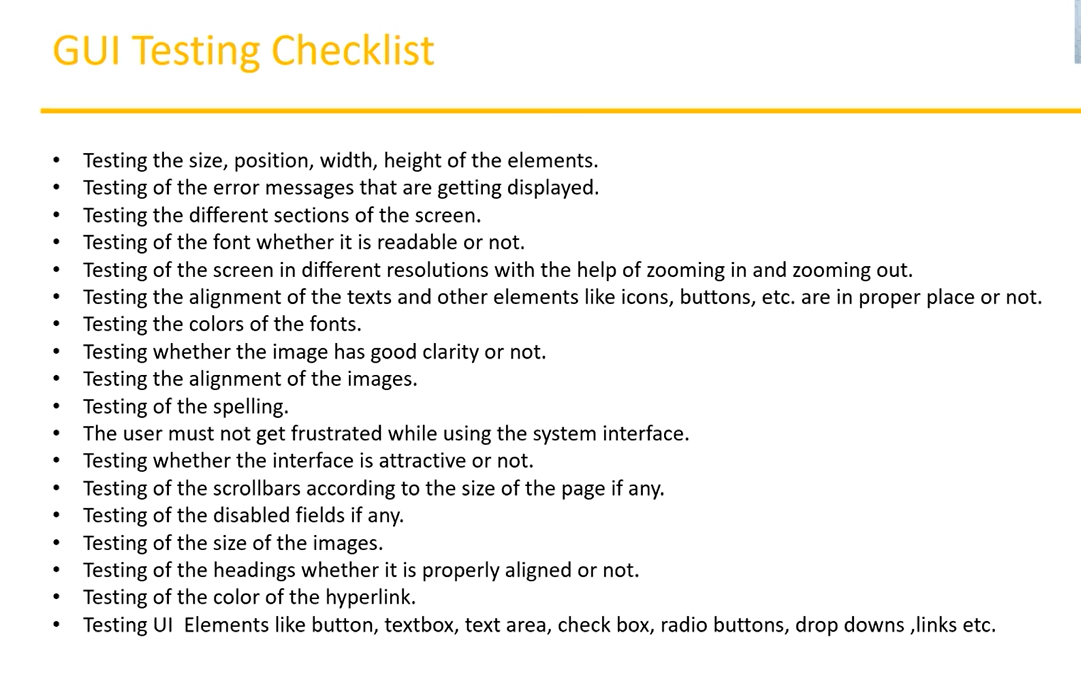 GUI Testing Checklist
• Testing the size, position, width, height of the elements.
• Testing of the error messages that are getting displayed.
• Testing the different sections of the screen.
• Testing of the font whether it is readable or not.
• Testing of the screen in different resolutions with the help of zooming in and zooming out.
• Testing the alignment of the texts and other elements like icons, buttons, etc. are in proper place or not.
• Testing the colors of the fonts.
• Testing whether the image has good clarity or not.
• Testing the alignment of the images.
• Testing of the spelling.
• The user must not get frustrated while using the system interface.
• Testing whether the interface is attractive or not.
• Testing of the scrollbars according to the size of the page if any.
• Testing of the disabled fields if any.
• Testing of the size of the images.
• Testing of the headings whether it is properly aligned or not.
• Testing of the color of the hyperlink.
• Testing UI  Elements like button, textbox, text area, check box, radio buttons, drop downs ,links etc.